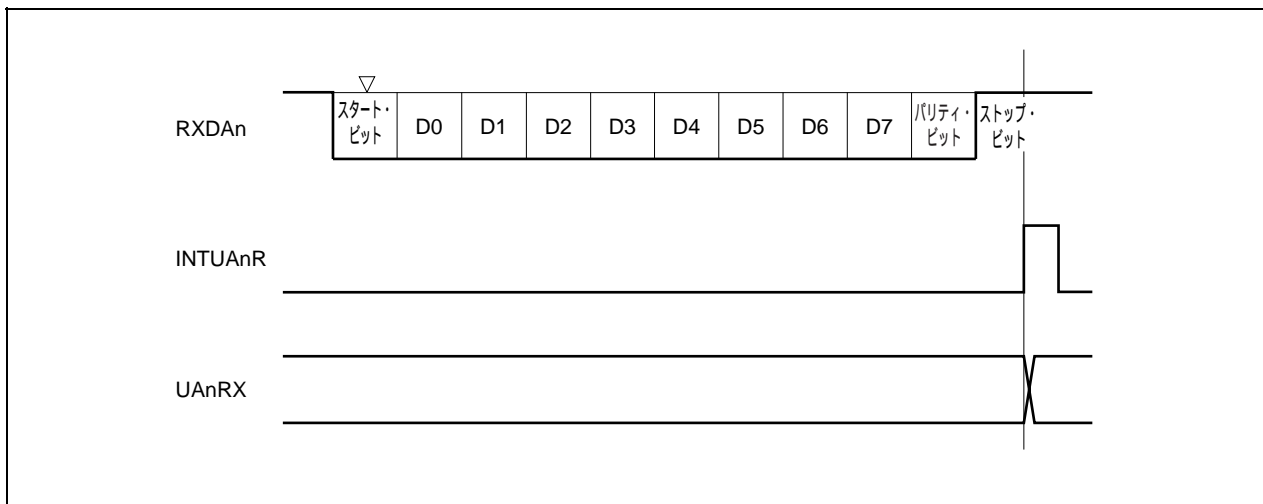 RXDAn
スタート・
ビット
D0
D1
D2
D3
D4
D5
D6
D7
パリティ・
ビット
ストップ・
ビット
INTUAnR
UAnRX